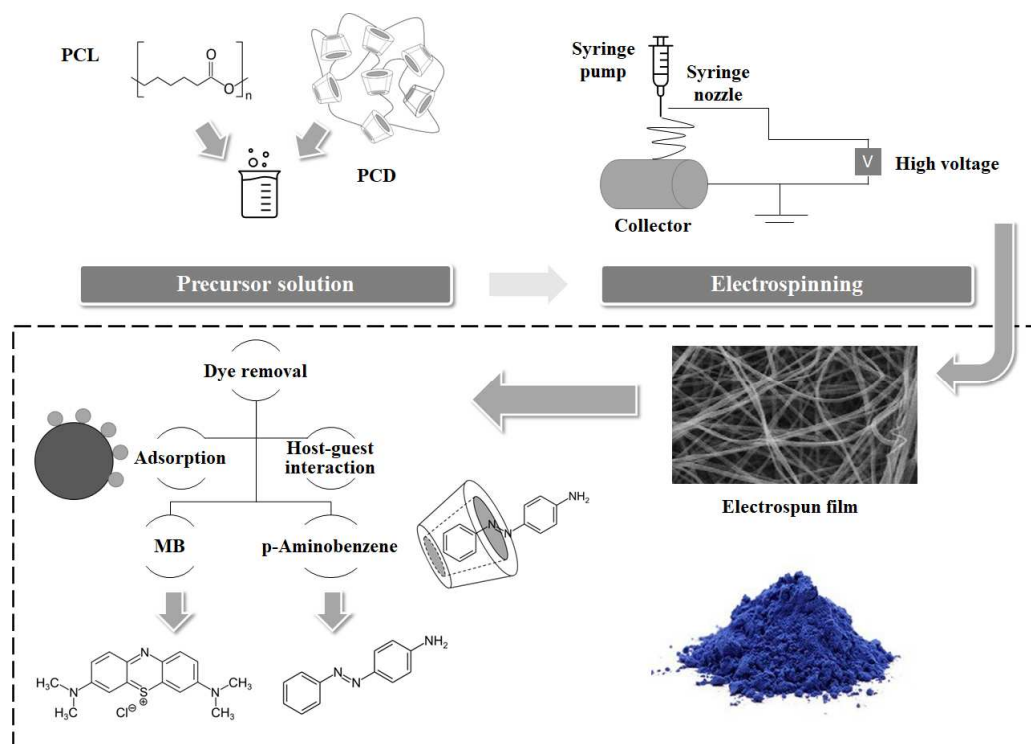 PCL
O
O
n
PCD
Syringe
pump
Syringe
nozzle
V
High voltage
Collector
Precursor solution
Electrospinning
Dye removal
Adsorption
Host-guest
interaction
MB
p-Aminobenzene
NH₂
N
N
Electrospun film
N
H₃C
N
CH₃
S
⊕
Cl⊖
N
CH₃
CH₃
NH₂
N
N